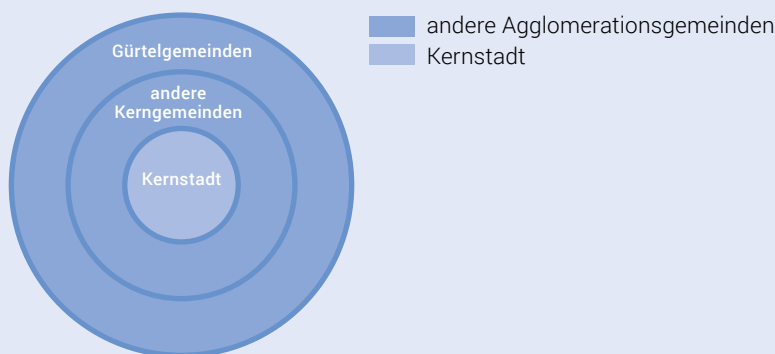 Gürtelgemeinden
andere
Kerngemeinden
Kernstadt
andere Agglomerationsgemeinden
Kernstadt